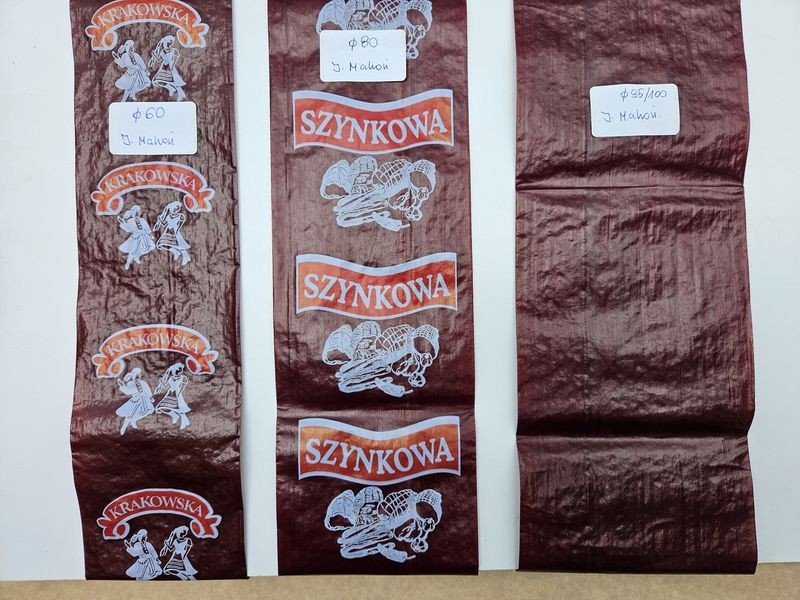 KRAKOWSKA
φ60
J. Mahoń
KRAKOWSKA
KRAKOWSKA
KRAKOWSKA
φ80
J. Mahoń
SZYNKOWA
SZYNKOWA
SZYNKOWA
φ95/100
J. Mahoń.